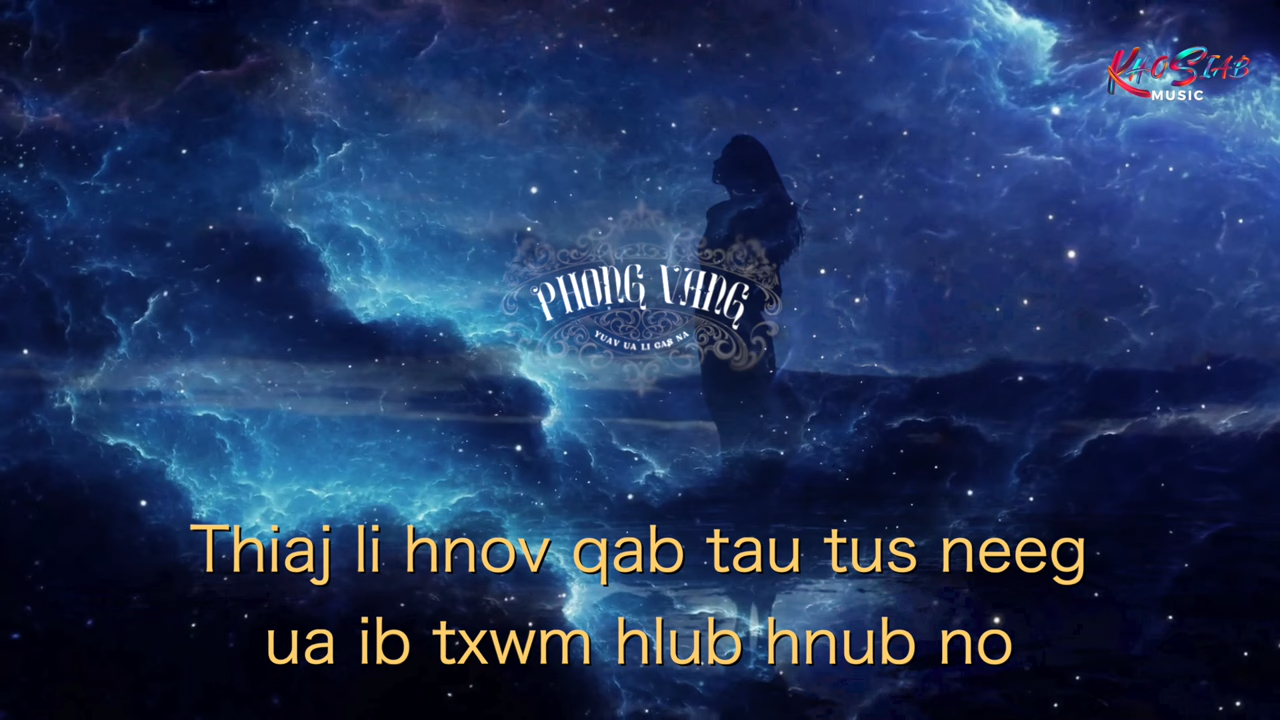 KHOSIAB
MUSIC
PHONG VANG
YUAV UA LI CAS NA
Thiaj li hnov qab tau tus neeg
ua ib txwm hlub hnub no